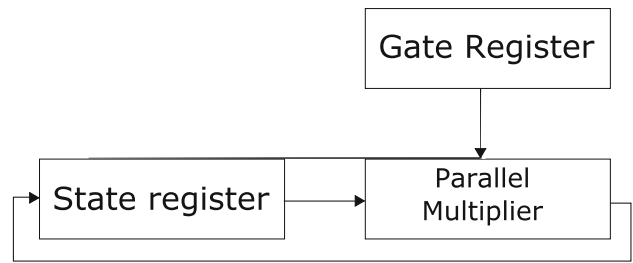 Gate Register
State register
Parallel
Multiplier